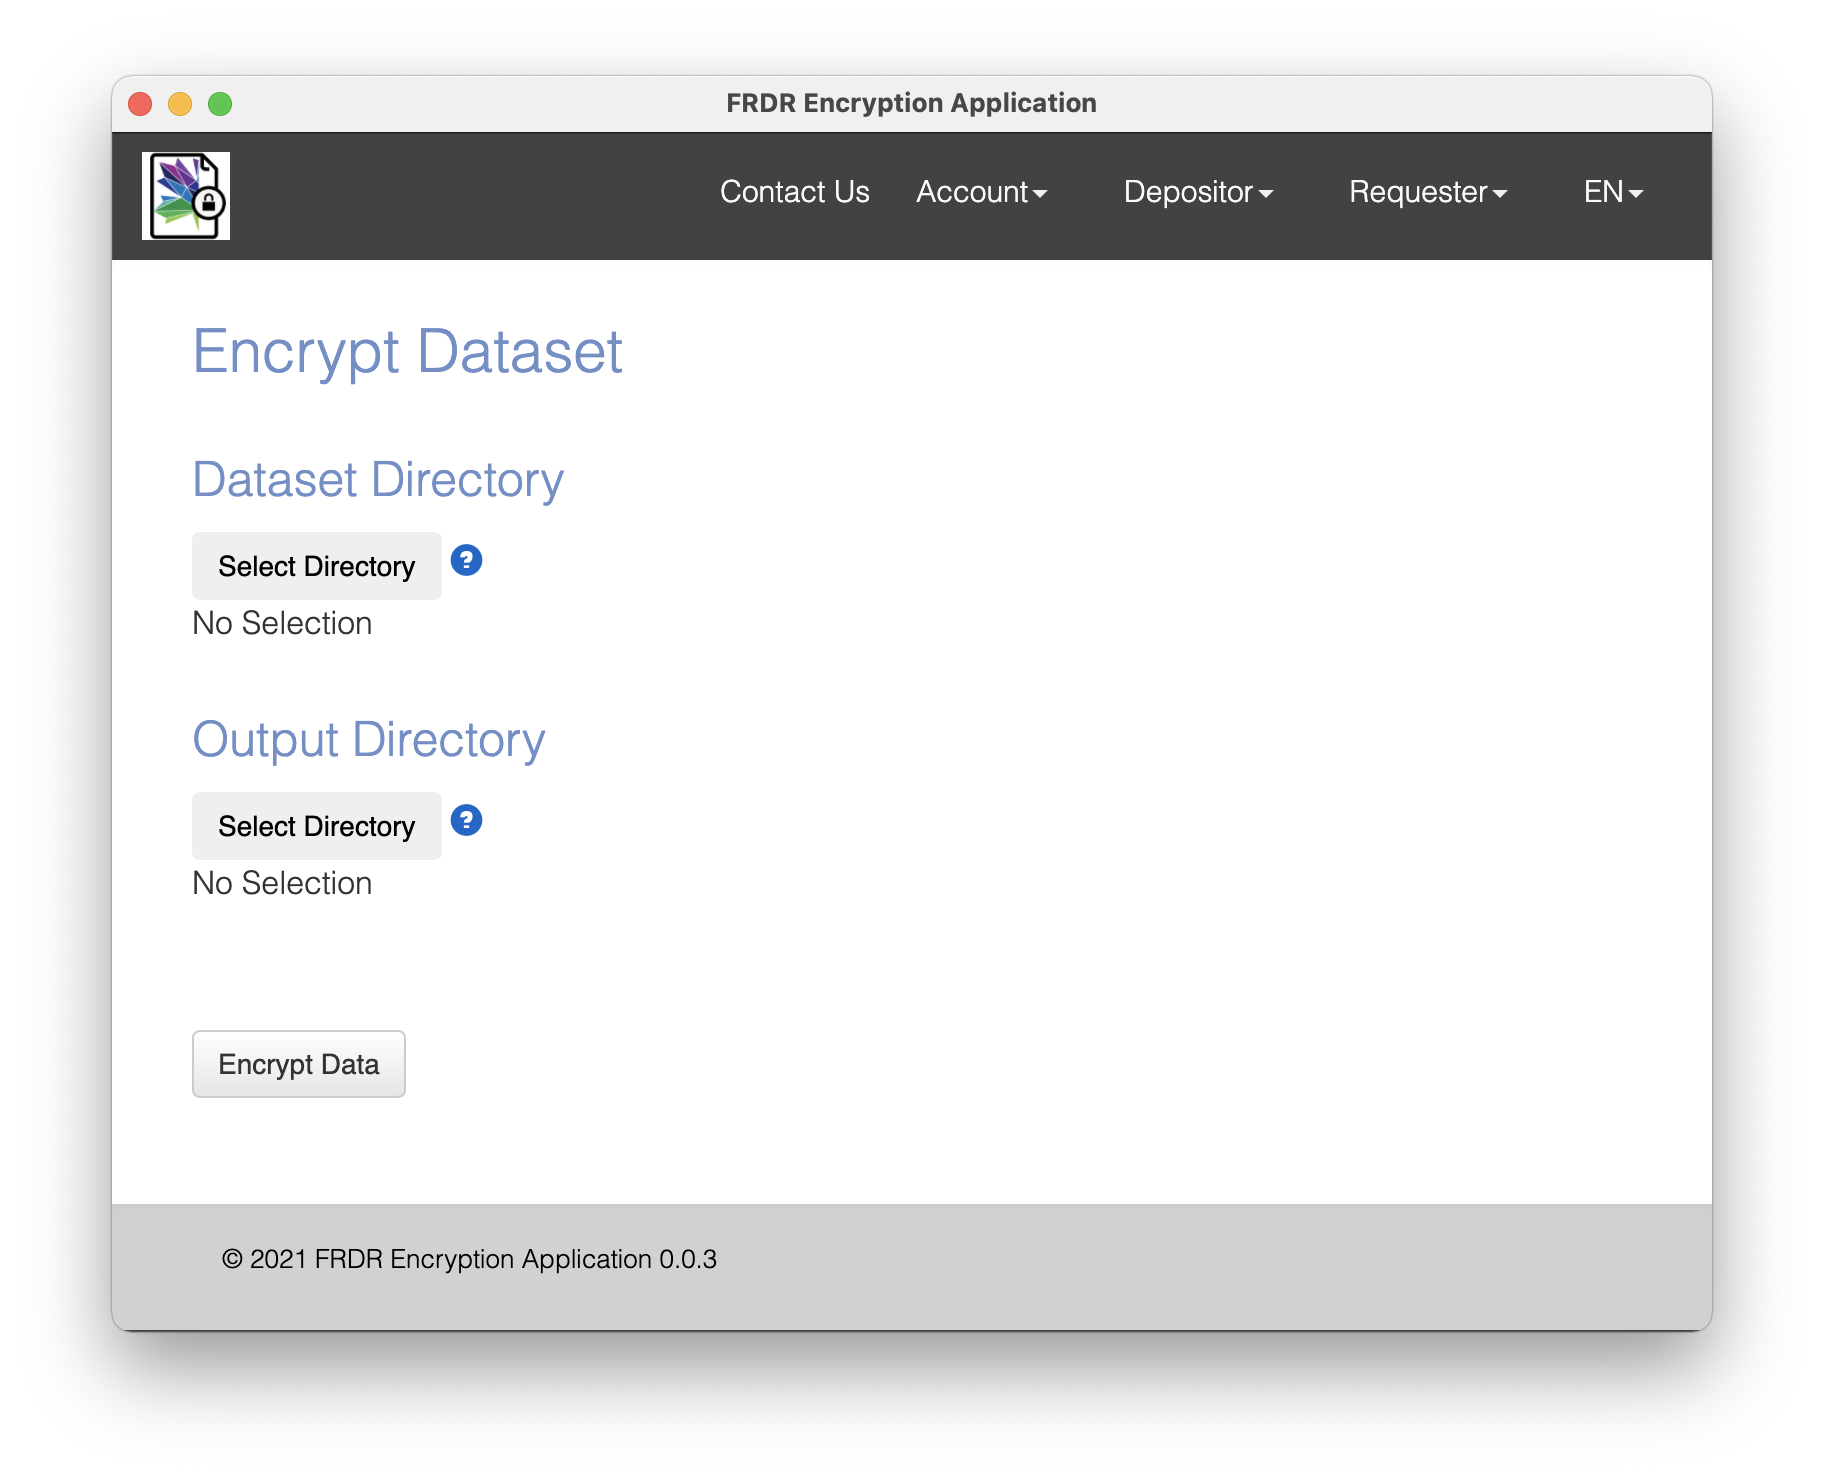 FRDR Encryption Application
Contact Us Account Depositor Requester EN
Encrypt Dataset
Dataset Directory
Select Directory ?
No Selection
Output Directory
Select Directory ?
No Selection
Encrypt Data
© 2021 FRDR Encryption Application 0.0.3